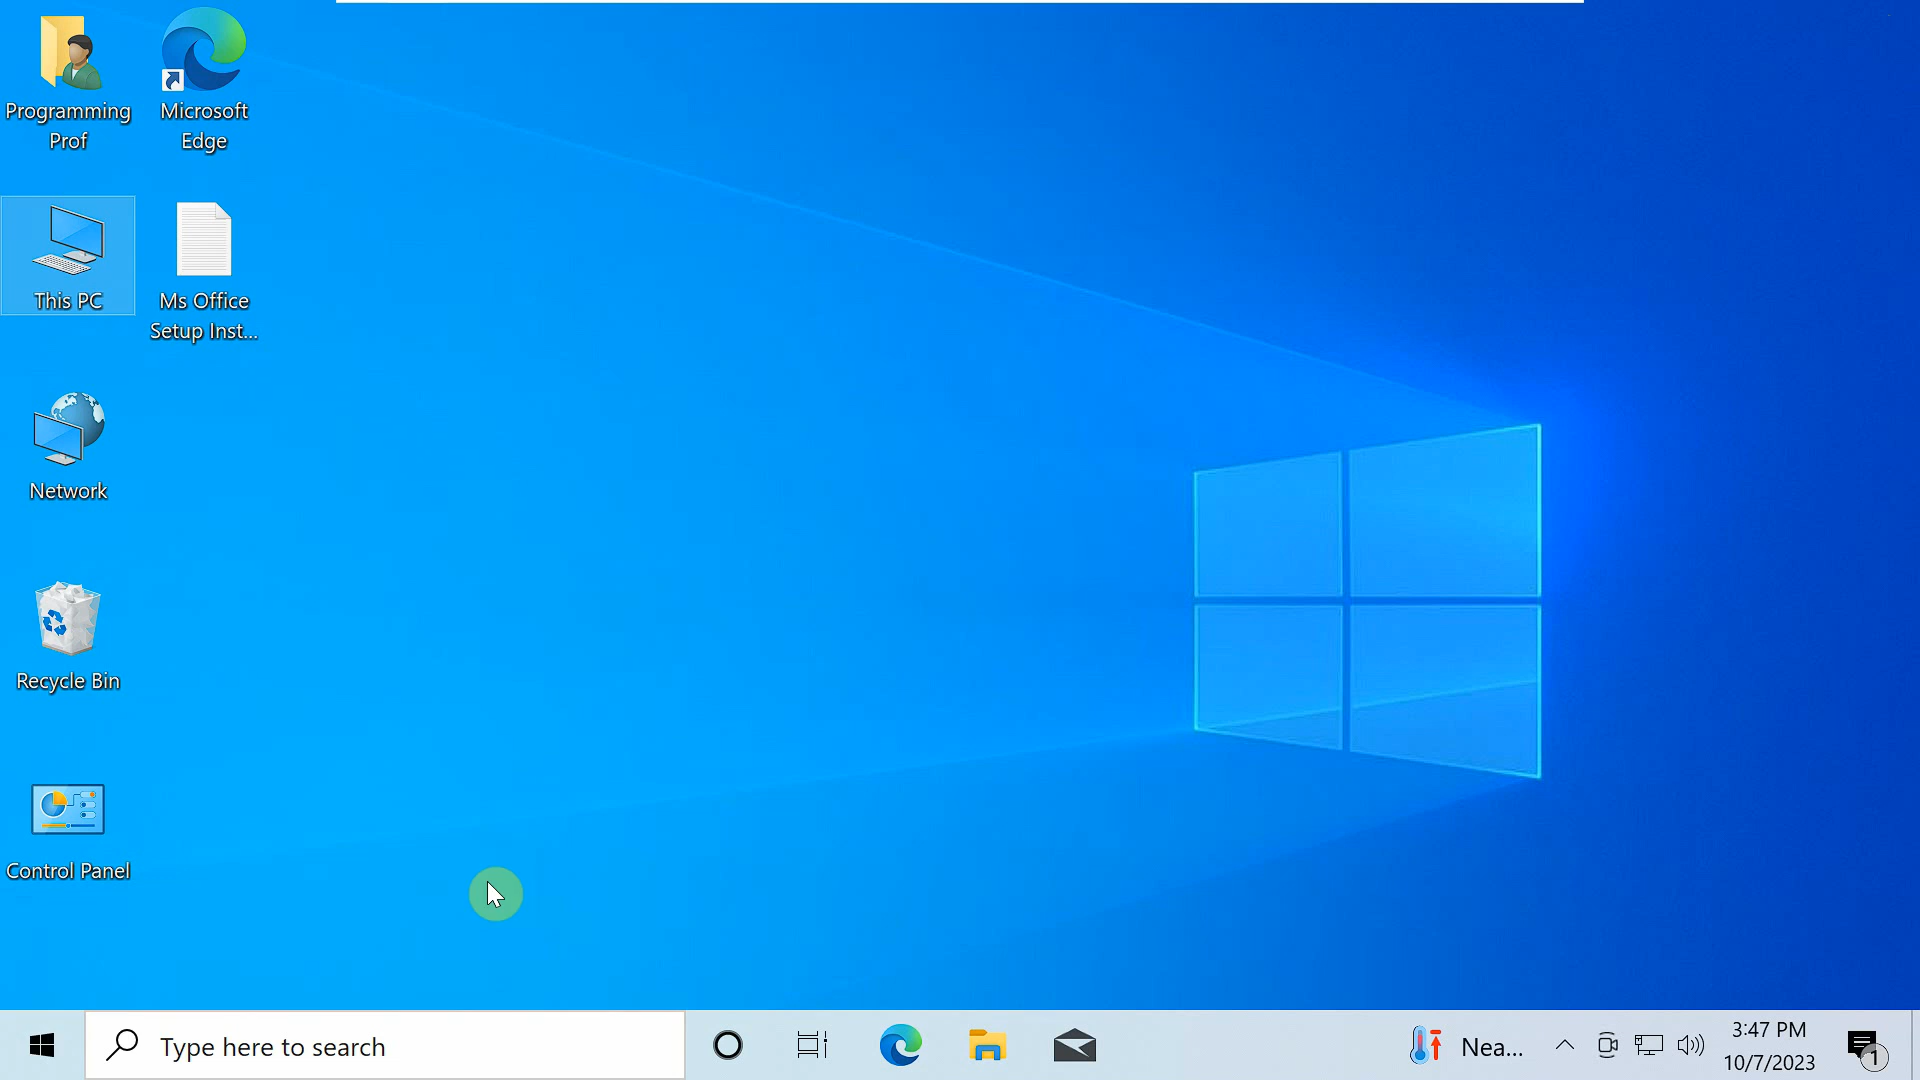 Programming
Prof
Microsoft
Edge
This PC
Ms Office
Setup Inst...
Network
Recycle Bin
Control Panel
Type here to search
Nea...
3:47 PM
10/7/2023
1